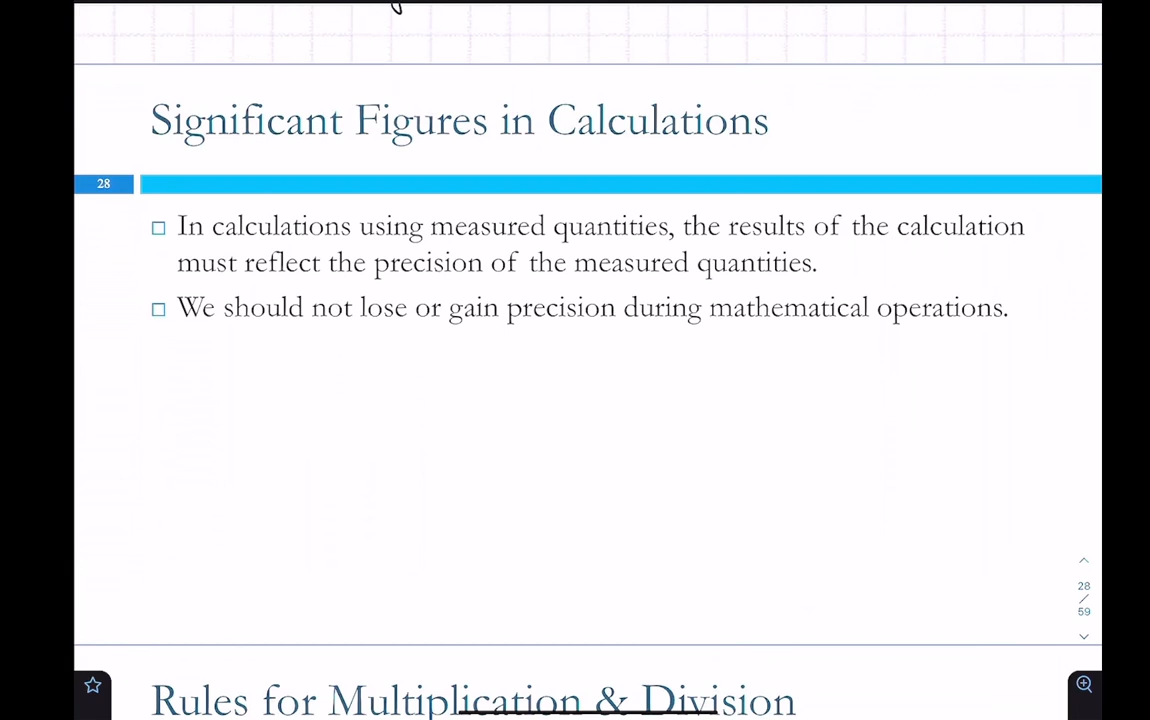 Significant Figures in Calculations
28
In calculations using measured quantities, the results of the calculation
must reflect the precision of the measured quantities.
We should not lose or gain precision during mathematical operations.
28
/
59
Rules for Multiplication & Division